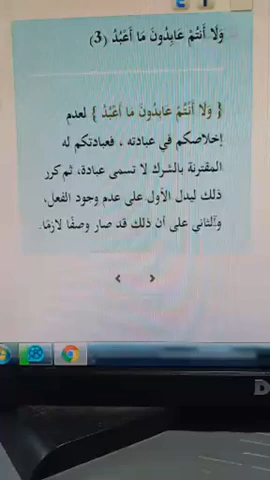 وَلَا أَنتُمْ عَابِدُونَ مَا أَعْبُدُ (3)
{ وَلَا أَنْتُمْ عَابِدُونَ مَا أَعْبُدُ } لعدم
إخلاصكم في عبادته ، فعبادتكم له
المقترنة بالشرك لا تسمى عبادة، ثم كرر
ذلك ليدل الأول على عدم وجود الفعل،
والثاني على أن ذلك قد صار وصفًا لازمًا.